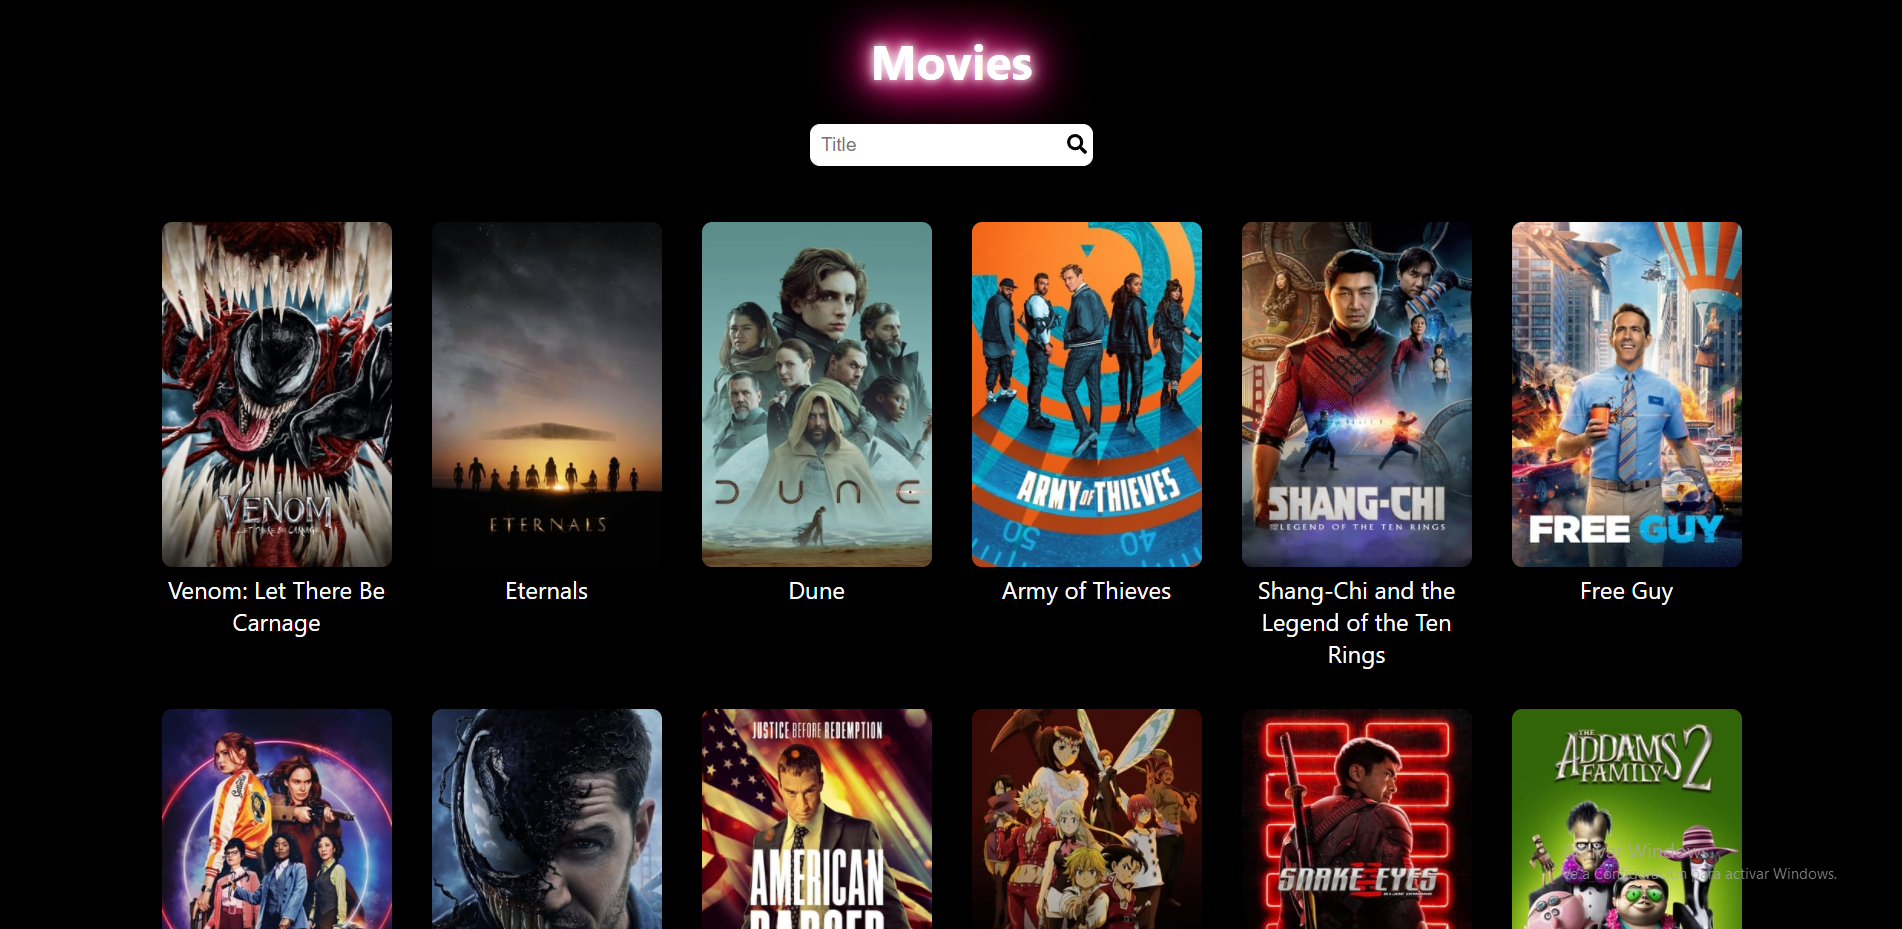 Movies
Title
VENOM
LET THERE BE CARNAGE
ETERNALS
DUNE
ARMY OF THIEVES
50
40
SHANG-CHI
LEGEND OF THE TEN RINGS
FREE GUY
Venom: Let There Be
Carnage
Eternals
Dune
Army of Thieves
Shang-Chi and the
Legend of the Ten
Rings
Free Guy
JUSTICE BEFORE REDEMPTION
AMERICAN
SNAKE EYES
THE
ADDAMS
FAMILY 2
Activar Windows
Ve a Configuración para activar Windows.